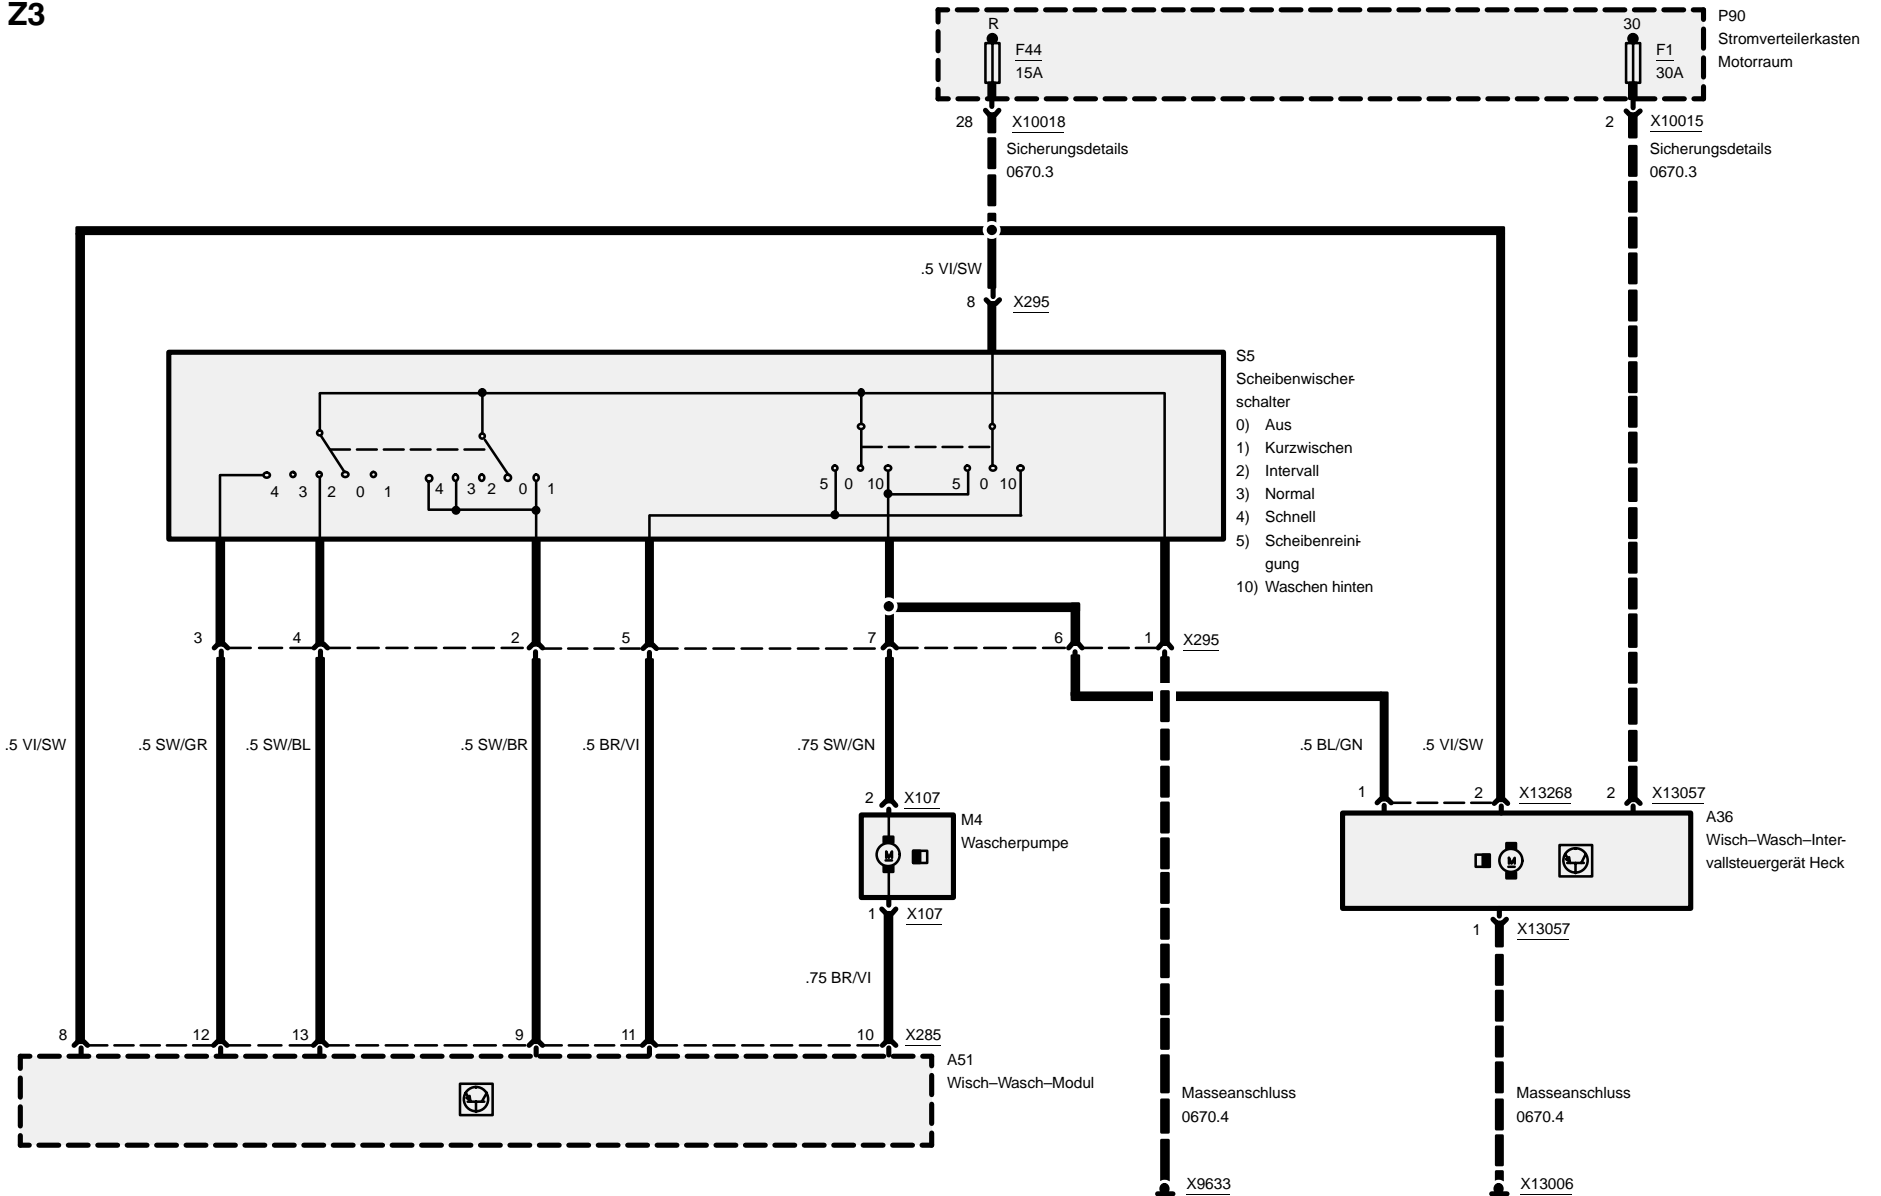 Z3
R
F44
15A
30
F1
30A
P90
Stromverteilerkasten
Motorraum
28 X10018
Sicherungsdetails
0670.3
2 X10015
Sicherungsdetails
0670.3
.5 VI/SW
8 X295
S5
Scheibenwischer-
schalter
0) Aus
1) Kurzwischen
2) Intervall
3) Normal
4) Schnell
5) Scheibenreini-
gung
10) Waschen hinten
4 3 2 0 1
4 3 2 0 1
5 0 10
5 0 10
3 4 2 5 7 6 1 X295
.5 VI/SW
.5 SW/GR
.5 SW/BL
.5 SW/BR
.5 BR/VI
.75 SW/GN
.5 BL/GN
.5 VI/SW
2 X107
M4
Wascherpumpe
M
1 X107
.75 BR/VI
1 2 X13268
2 X13057
A36
Wisch–Wasch–Inter-
vallsteuergerät Heck
M
1 X13057
8 12 13 9 11 10 X285
A51
Wisch–Wasch–Modul
Masseanschluss
0670.4
Masseanschluss
0670.4
X9633
X13006